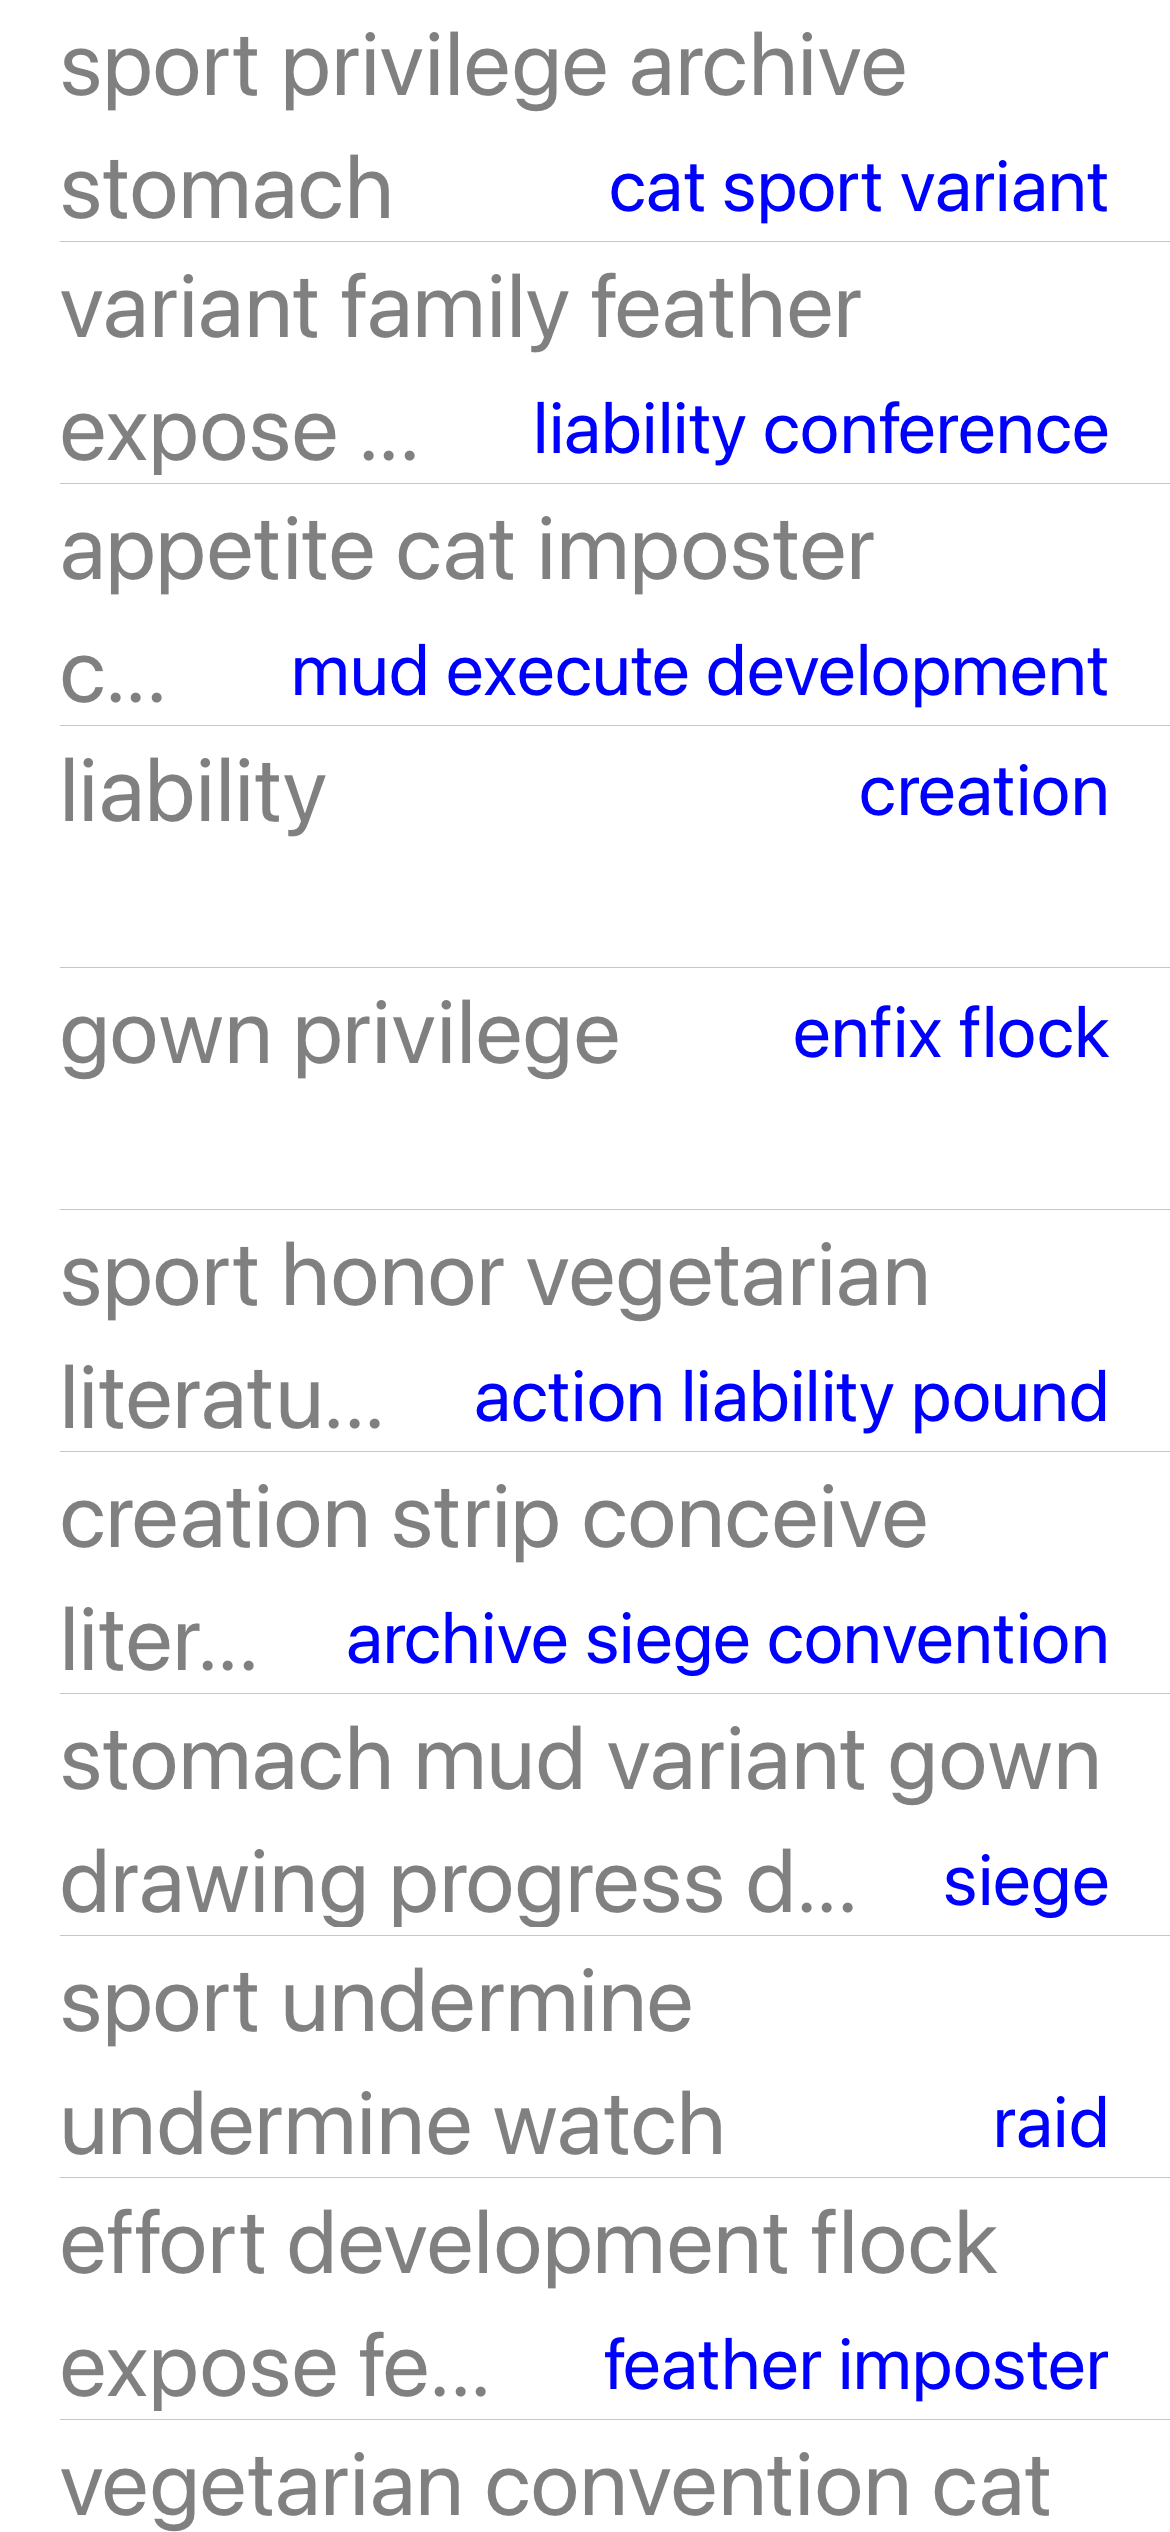 sport privilege archive
stomach cat sport variant
variant family feather
expose ... liability conference
appetite cat imposter
c... mud execute development
liability creation
gown privilege enfix flock
sport honor vegetarian
literatu... action liability pound
creation strip conceive
liter... archive siege convention
stomach mud variant gown
drawing progress d... siege
sport undermine
undermine watch raid
effort development flock
expose fe... feather imposter
vegetarian convention cat